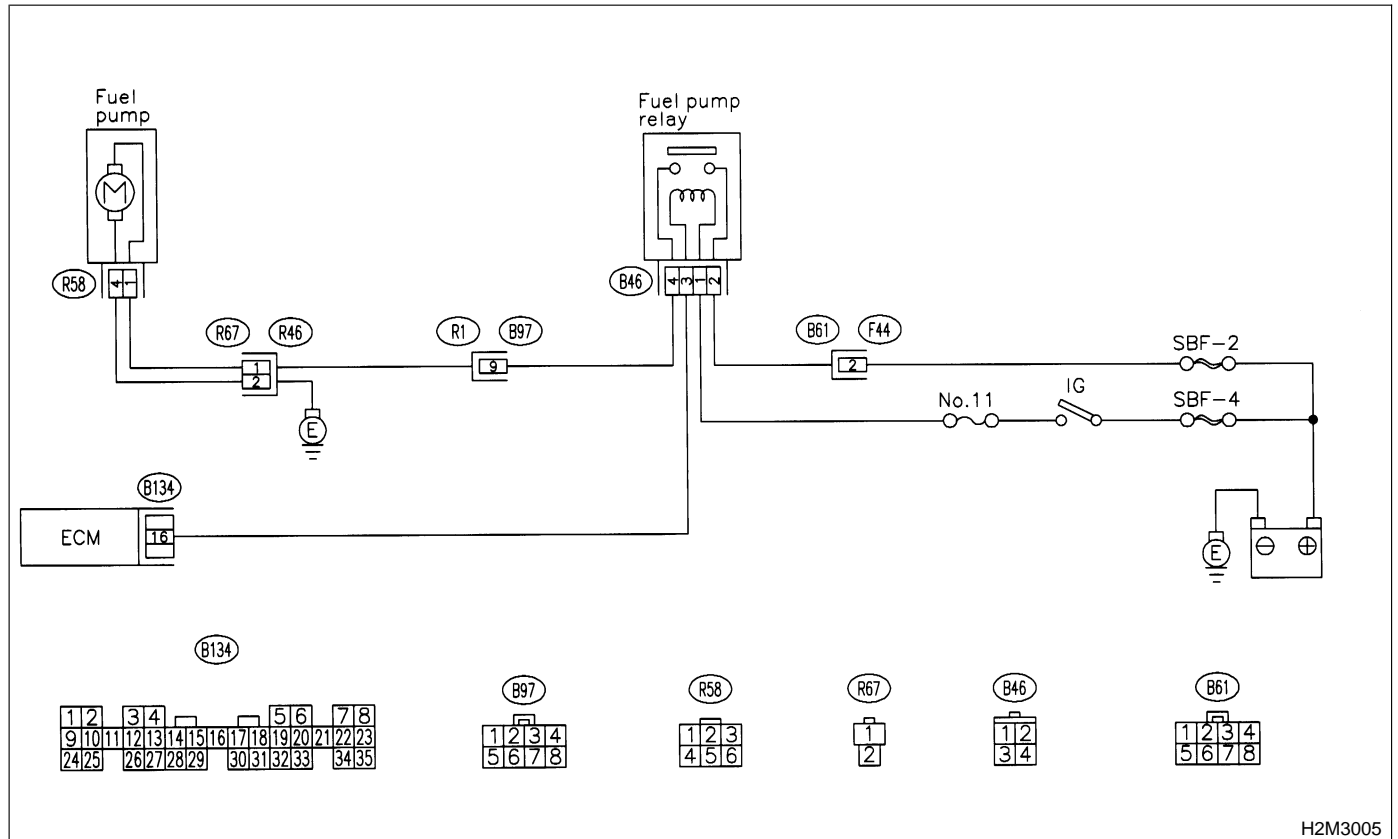 Fuel
pump
Fuel pump
relay
M
R58
4 1
B46
4 3 1 2
R67 R46
R1 B97
B61 F44
SBF-2
1
9
2
2
IG
No.11
SBF-4
E
B134
ECM
16
E
⊖ ⊕
B134
B97
R58
R67
B46
B61
1 2 3 4 5 6 7 8
9 10 11 12 13 14 15 16 17 18 19 20 21 22 23
24 25 26 27 28 29 30 31 32 33 34 35
1 2 3 4
5 6 7 8
1 2 3
4 5 6
1
2
1 2
3 4
1 2 3 4
5 6 7 8
H2M3005